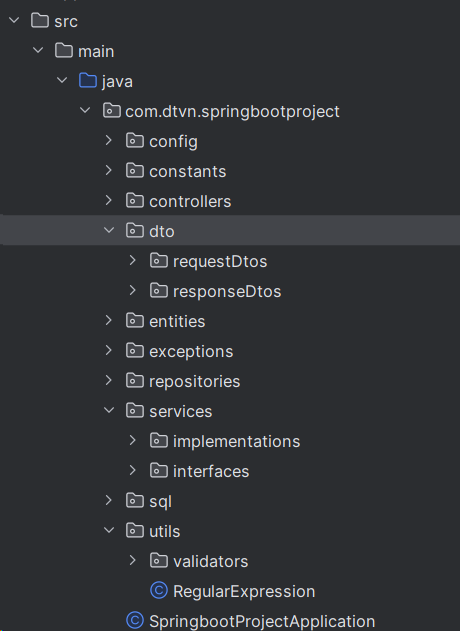 src
main
java
com.dtvn.springbootproject
config
constants
controllers
dto
requestDtos
responseDtos
entities
exceptions
repositories
services
implementations
interfaces
sql
utils
validators
RegularExpression
SpringbootProjectApplication